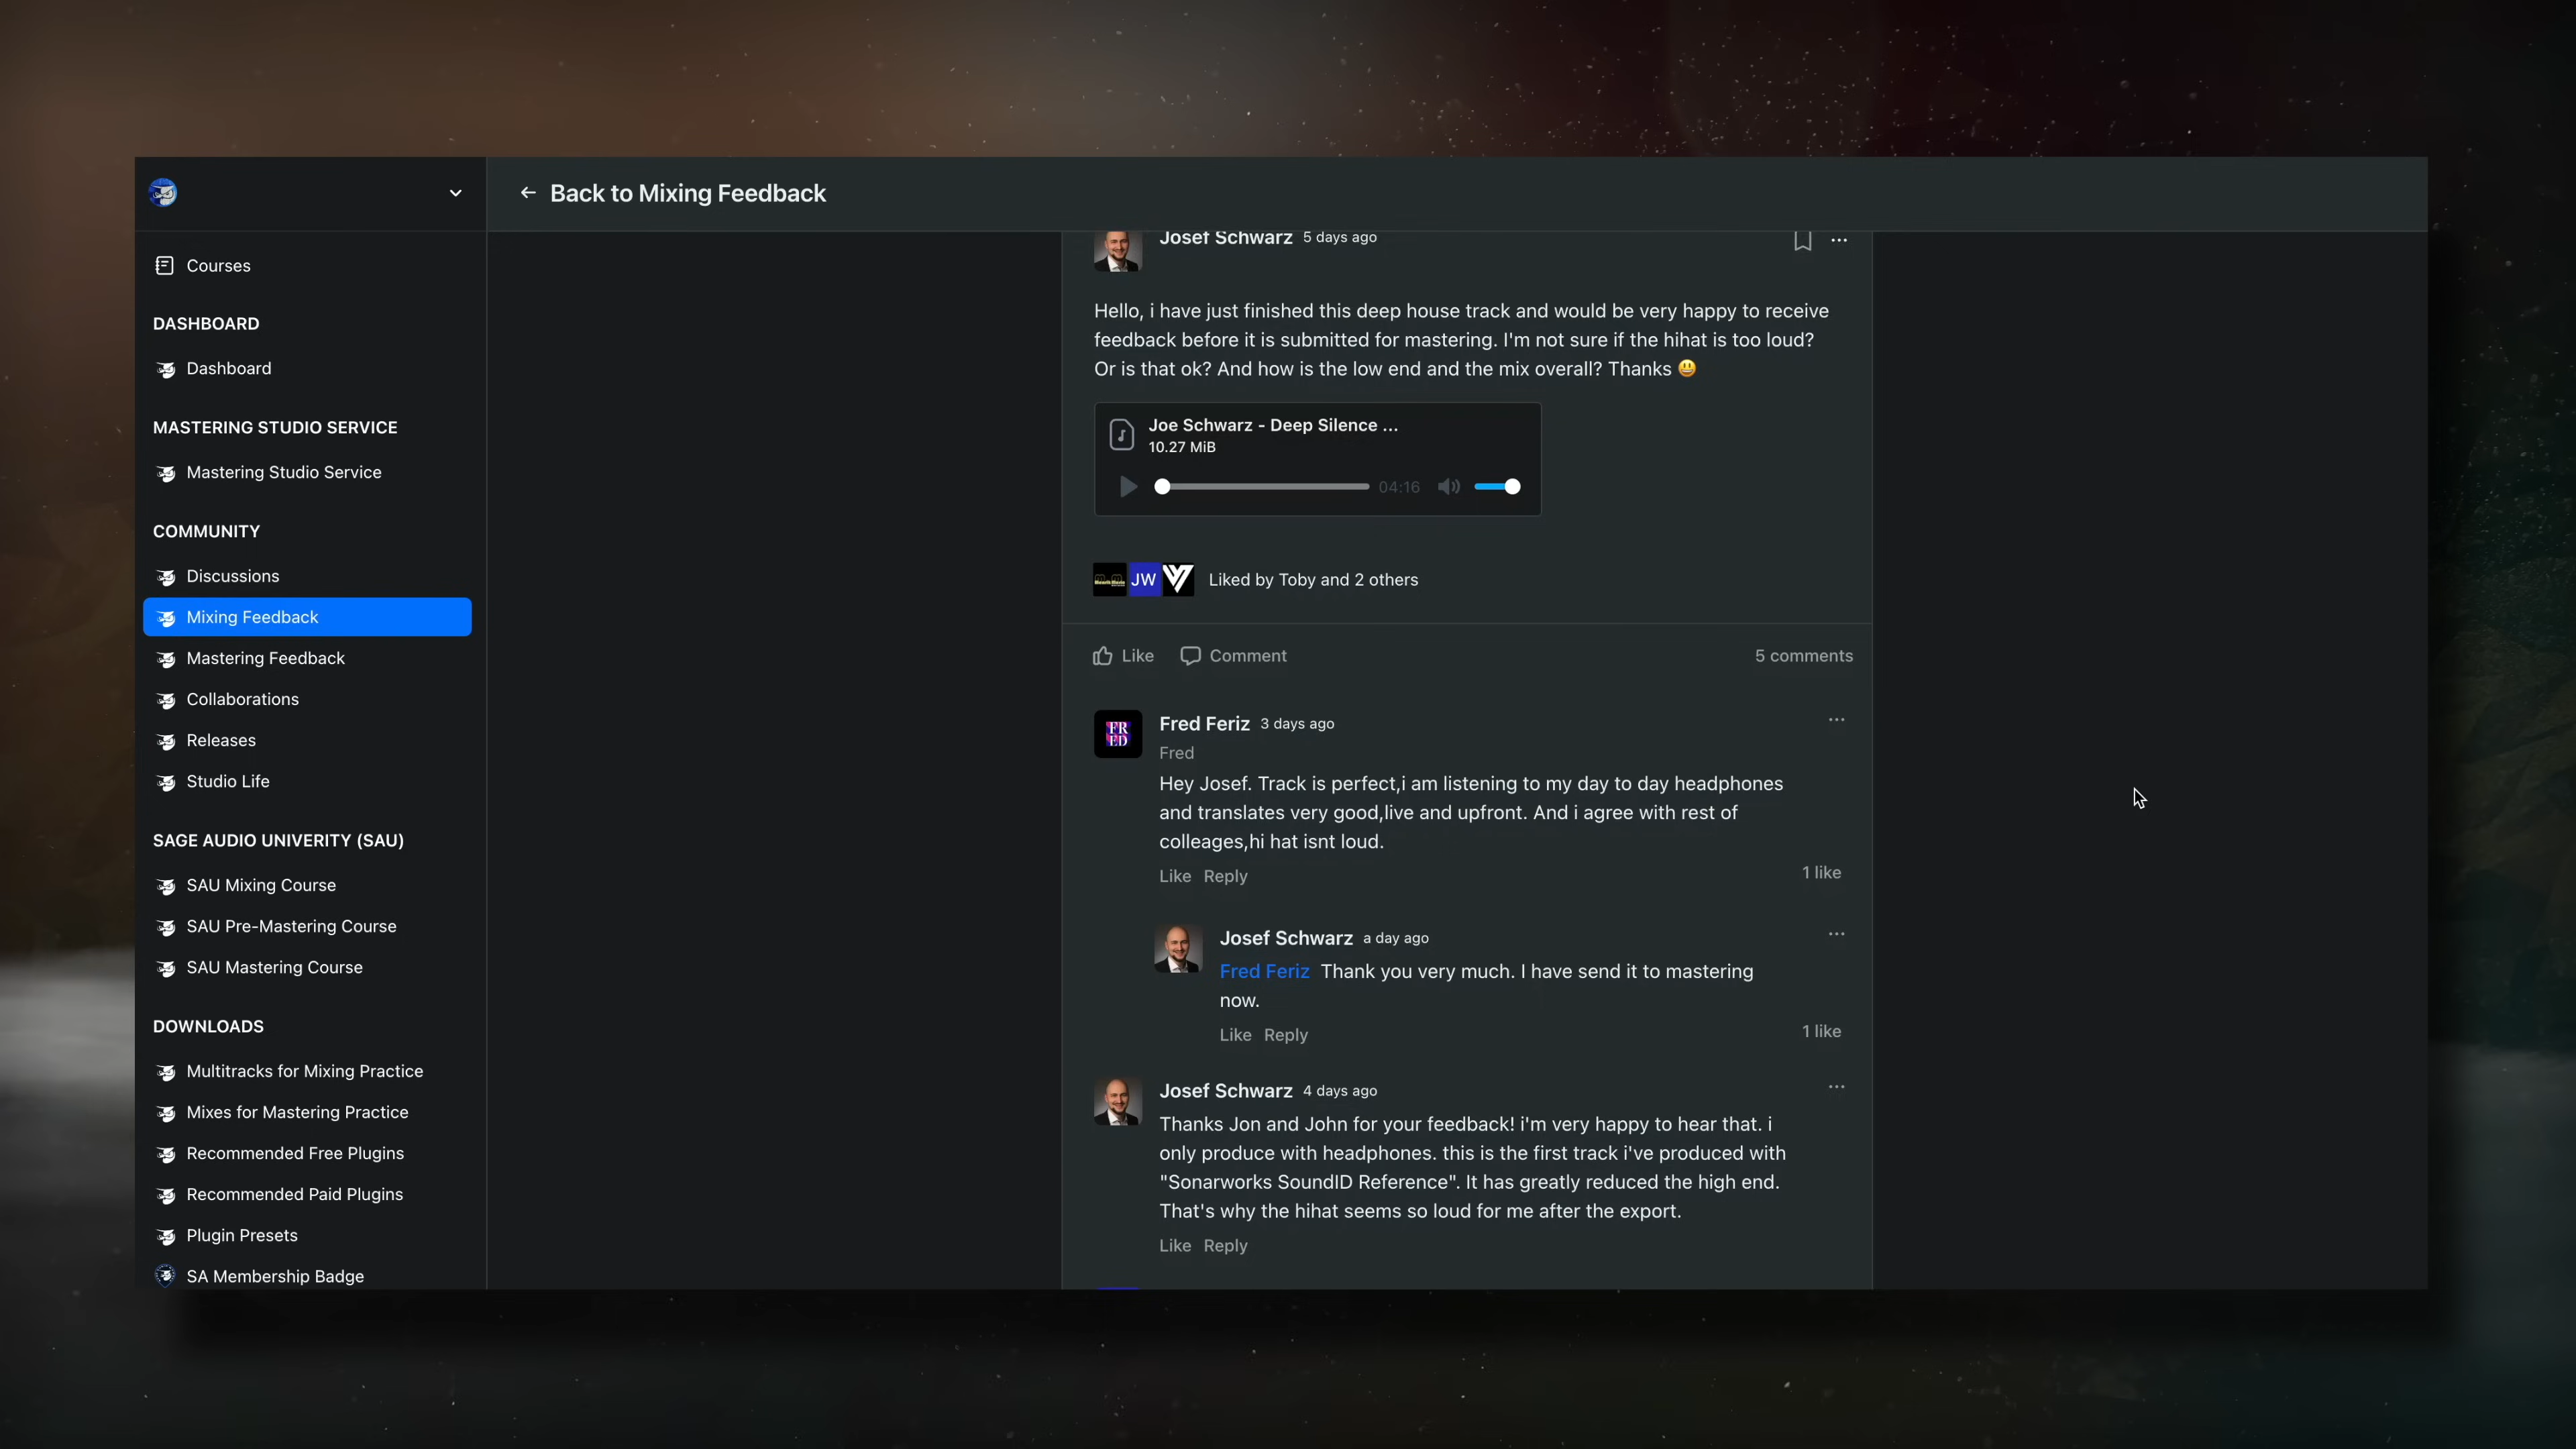 Back to Mixing Feedback
Courses
DASHBOARD
Dashboard
MASTERING STUDIO SERVICE
Mastering Studio Service
COMMUNITY
Discussions
Mixing Feedback
Mastering Feedback
Collaborations
Releases
Studio Life
SAGE AUDIO UNIVERITY (SAU)
SAU Mixing Course
SAU Pre-Mastering Course
SAU Mastering Course
DOWNLOADS
Multitracks for Mixing Practice
Mixes for Mastering Practice
Recommended Free Plugins
Recommended Paid Plugins
Plugin Presets
SA Membership Badge
Josef Schwarz 5 days ago
Hello, i have just finished this deep house track and would be very happy to receive
feedback before it is submitted for mastering. I'm not sure if the hihat is too loud?
Or is that ok? And how is the low end and the mix overall? Thanks 😃
Joe Schwarz - Deep Silence ...
10.27 MiB
04:16
JW Liked by Toby and 2 others
Like Comment 5 comments
FR
ED
Fred Feriz 3 days ago
Fred
Hey Josef. Track is perfect,i am listening to my day to day headphones
and translates very good,live and upfront. And i agree with rest of
colleages,hi hat isnt loud.
Like Reply 1 like
Josef Schwarz a day ago
Fred Feriz Thank you very much. I have send it to mastering
now.
Like Reply 1 like
Josef Schwarz 4 days ago
Thanks Jon and John for your feedback! i'm very happy to hear that. i
only produce with headphones. this is the first track i've produced with
"Sonarworks SoundID Reference". It has greatly reduced the high end.
That's why the hihat seems so loud for me after the export.
Like Reply